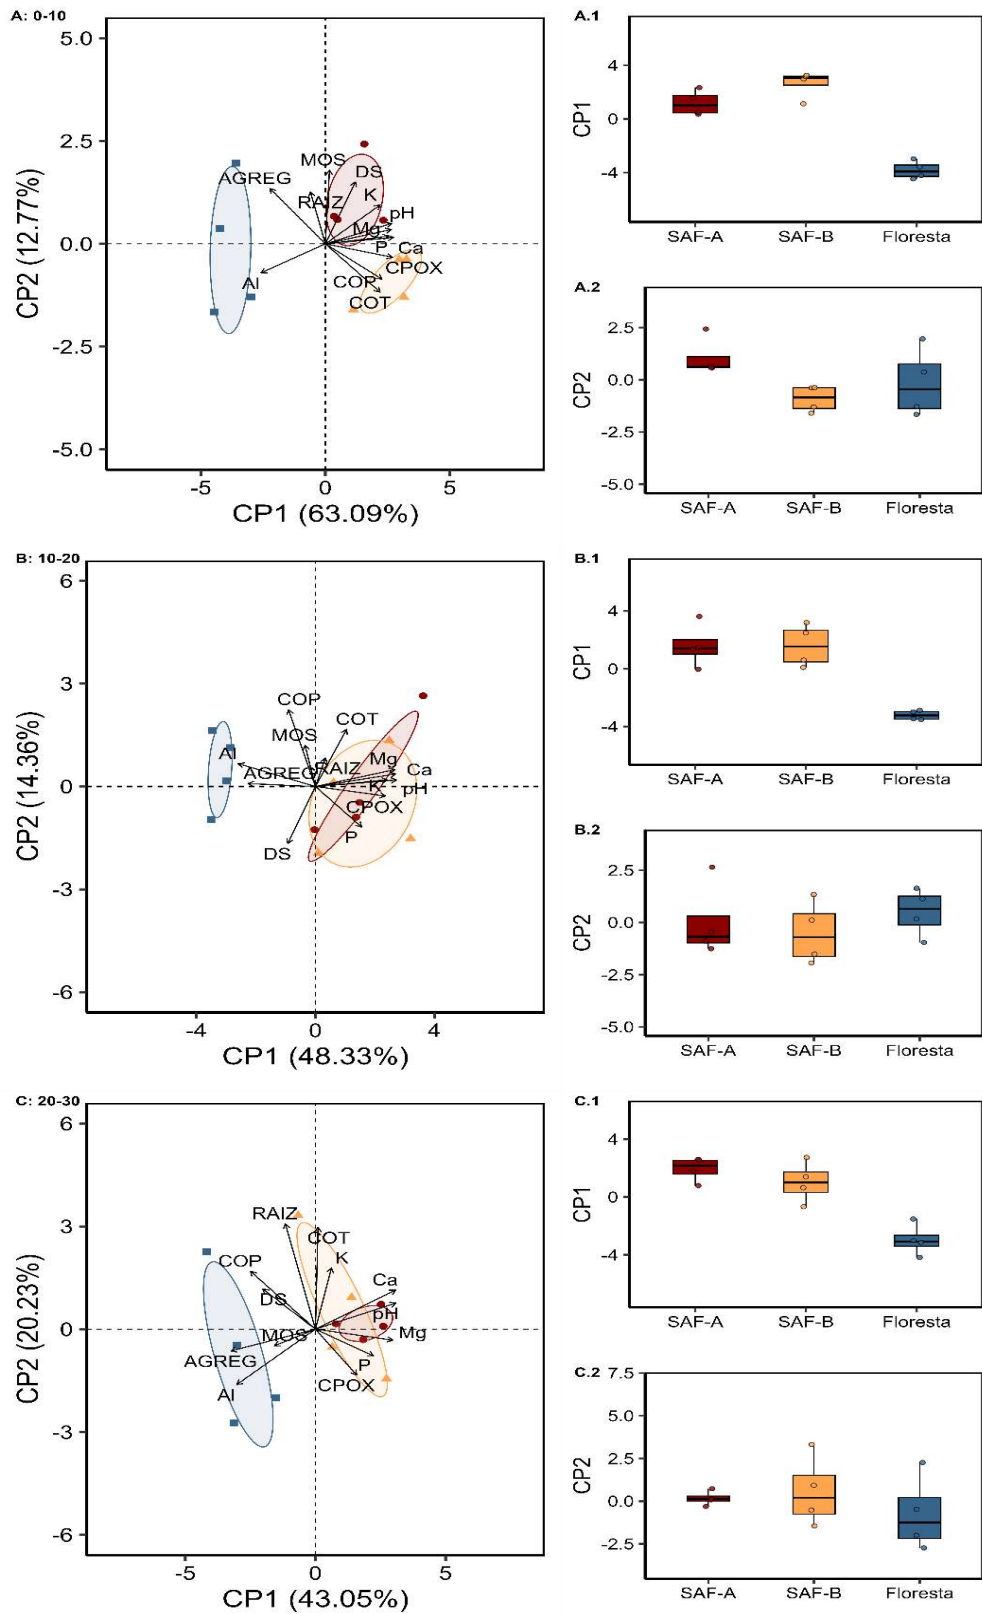 A: 0-10
5.0
2.5
0.0
-2.5
-5.0
CP2 (12.77%)
MOS
DS
AGREG
K
RAIZ
pH
Mg
P
Ca
CPOX
Al
COP
COT
-5
0
5
CP1 (63.09%)
A.1
4
0
-4
CP1
SAF-A
SAF-B
Floresta
A.2
2.5
0.0
-2.5
-5.0
CP2
SAF-A
SAF-B
Floresta
B: 10-20
6
3
0
-3
-6
CP2 (14.36%)
COP
COT
MOS
Al
Mg
RAIZ
Ca
AGREG
K
pH
CPOX
P
DS
-4
0
4
CP1 (48.33%)
B.1
4
0
-4
CP1
SAF-A
SAF-B
Floresta
B.2
2.5
0.0
-2.5
-5.0
CP2
SAF-A
SAF-B
Floresta
C: 20-30
6
3
0
-3
-6
CP2 (20.23%)
RAIZ
COT
COP
K
Ca
DS
pH
MOS
Mg
AGREG
P
Al
CPOX
-5
0
5
CP1 (43.05%)
C.1
4
0
-4
CP1
SAF-A
SAF-B
Floresta
C.2
7.5
5.0
2.5
0.0
-2.5
CP2
SAF-A
SAF-B
Floresta